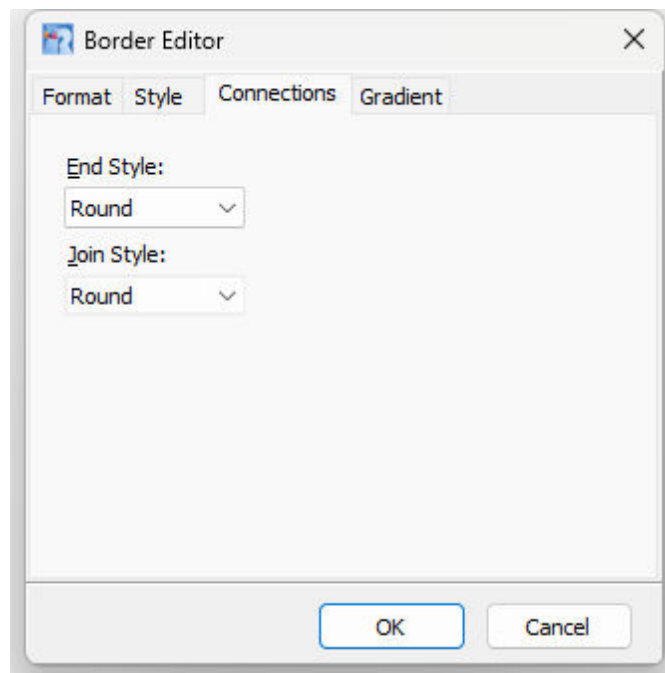 Border Editor
Format Style Connections Gradient
End Style:
Round
Join Style:
Round
OK Cancel